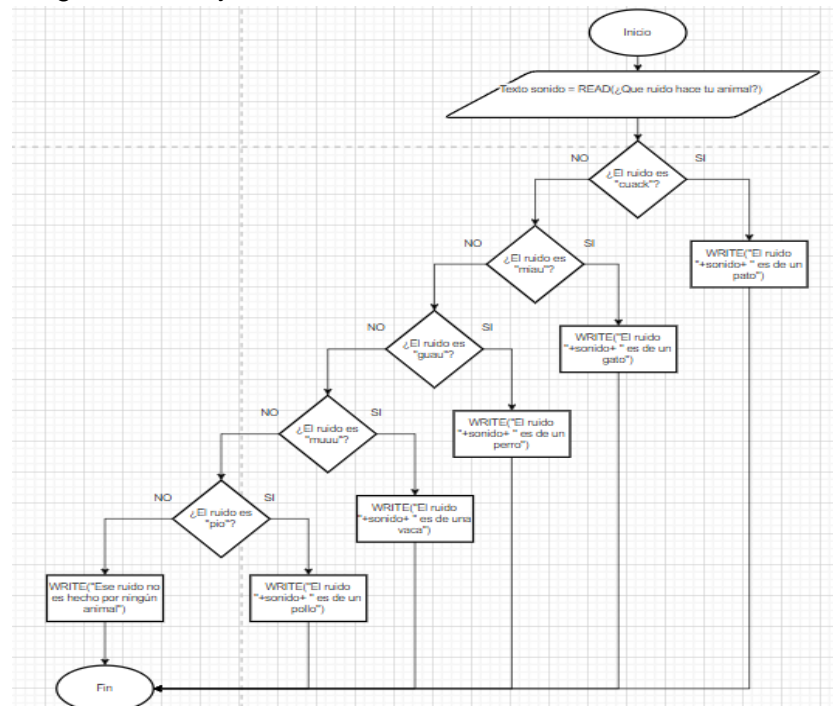 Inicio
Texto sonido = READ(¿Que ruido hace tu animal?)
NO
SI
¿El ruido es
"cuack"?
NO
SI
¿El ruido es
"miau"?
WRITE("El ruido
"+sonido+ " es de un
pato")
NO
SI
¿El ruido es
"guau"?
WRITE("El ruido
"+sonido+ " es de un
gato")
NO
SI
¿El ruido es
"muuu"?
WRITE("El ruido
"+sonido+ " es de un
perro")
NO
SI
¿El ruido es
"pio"?
WRITE("El ruido
"+sonido+ " es de una
vaca")
WRITE("Ese ruido no
es hecho por ningún
animal")
WRITE("El ruido
"+sonido+ " es de un
pollo")
Fin